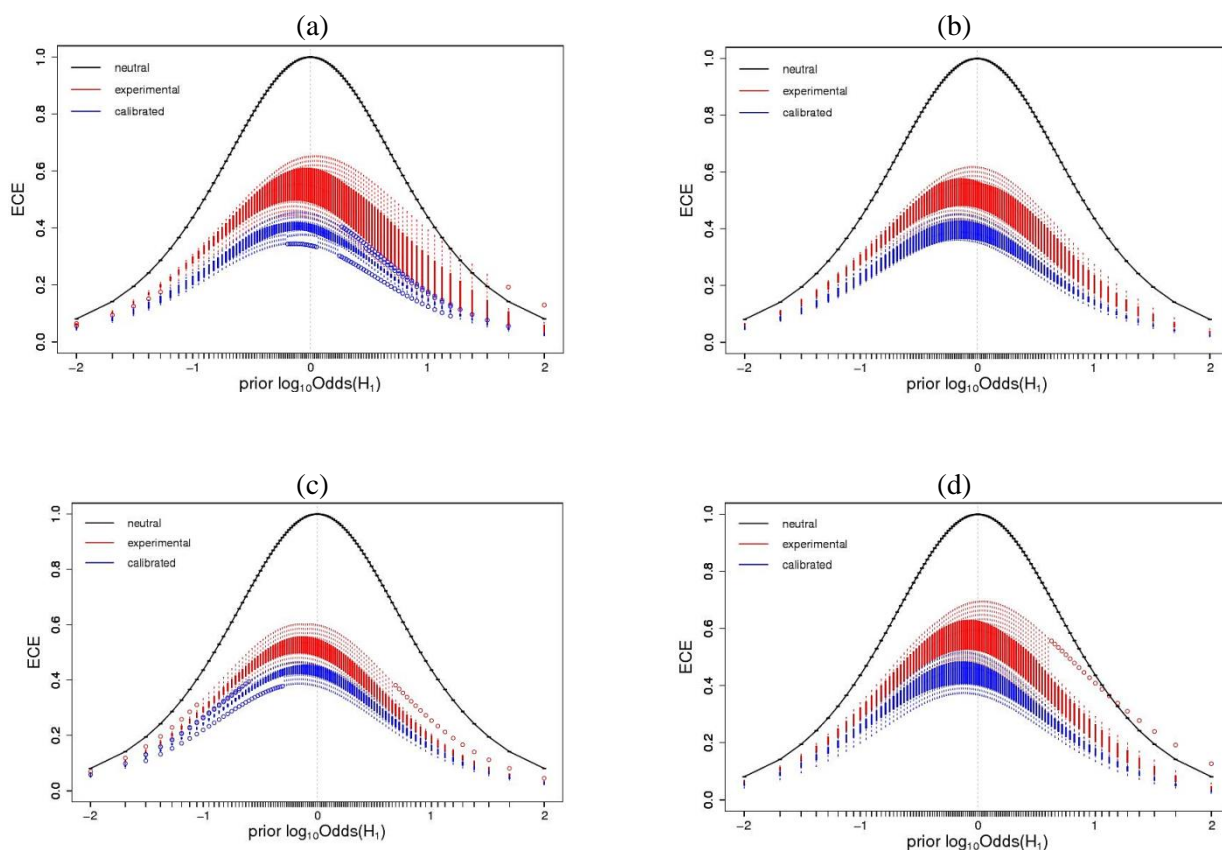 (a)
1.0
0.8
0.6
0.4
0.2
0.0
ECE
neutral
experimental
calibrated
-2
-1
0
1
2
prior log₁₀Odds(H₁)
(b)
1.0
0.8
0.6
0.4
0.2
0.0
ECE
neutral
experimental
calibrated
-2
-1
0
1
2
prior log₁₀Odds(H₁)
(c)
1.0
0.8
0.6
0.4
0.2
0.0
ECE
neutral
experimental
calibrated
-2
-1
0
1
2
prior log₁₀Odds(H₁)
(d)
1.0
0.8
0.6
0.4
0.2
0.0
ECE
neutral
experimental
calibrated
-2
-1
0
1
2
prior log₁₀Odds(H₁)